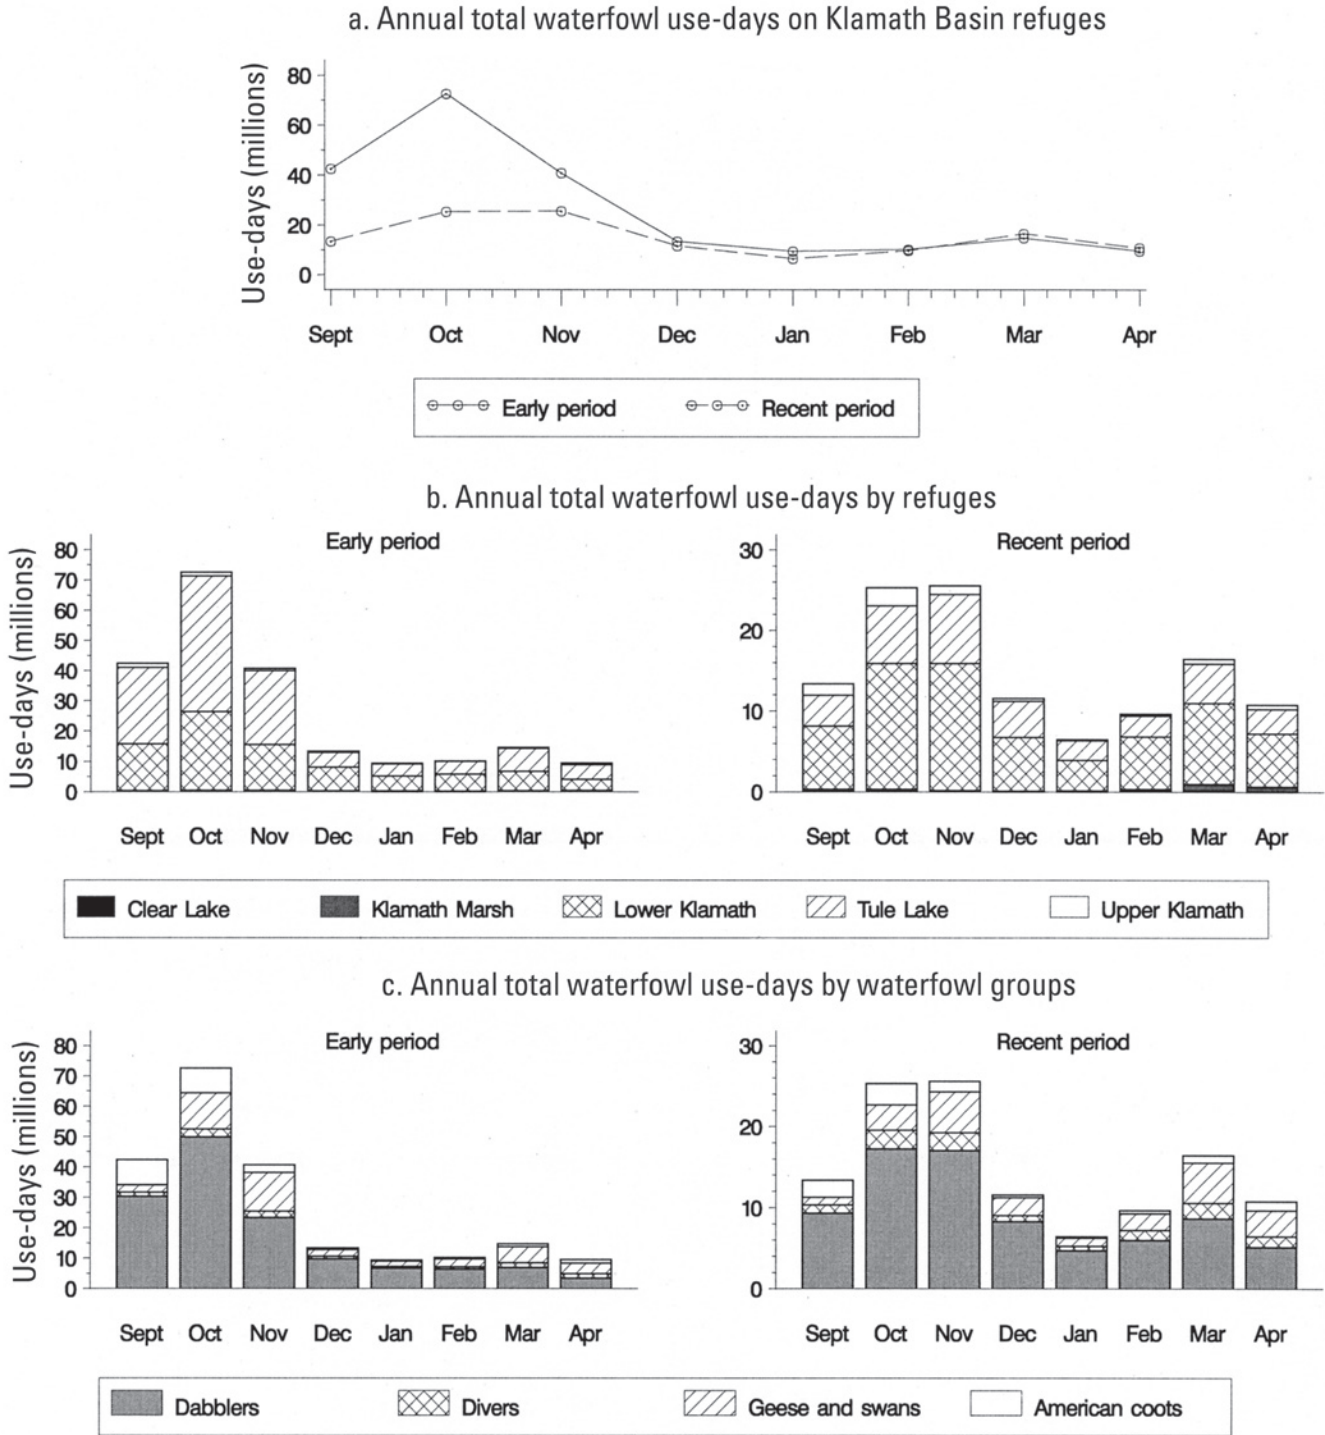 a. Annual total waterfowl use-days on Klamath Basin refuges
Use-days (millions)
80
60
40
20
0
Sept Oct Nov Dec Jan Feb Mar Apr
Early period Recent period
b. Annual total waterfowl use-days by refuges
Early period Recent period
Use-days (millions)
80
70
60
50
40
30
20
10
0
30
20
10
0
Sept Oct Nov Dec Jan Feb Mar Apr
Sept Oct Nov Dec Jan Feb Mar Apr
Clear Lake Klamath Marsh Lower Klamath Tule Lake Upper Klamath
c. Annual total waterfowl use-days by waterfowl groups
Early period Recent period
Use-days (millions)
80
70
60
50
40
30
20
10
0
30
20
10
0
Sept Oct Nov Dec Jan Feb Mar Apr
Sept Oct Nov Dec Jan Feb Mar Apr
Dabblers Divers Geese and swans American coots